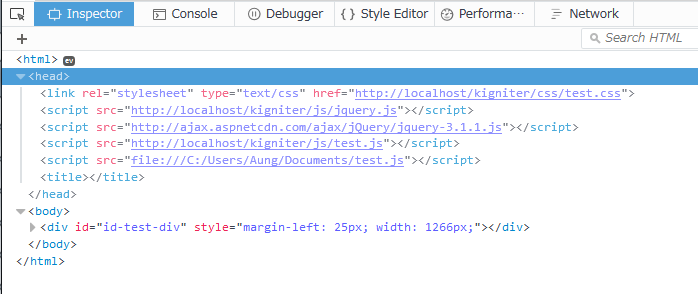 Inspector Console Debugger Style Editor Performa··· Network
+ Search HTML
<html> ev
<head>
<link rel="stylesheet" type="text/css" href="http://localhost/kigniter/css/test.css">
<script src="http://localhost/kigniter/js/jquery.js"></script>
<script src="http://ajax.aspnetcdn.com/ajax/jQuery/jquery-3.1.1.js"></script>
<script src="http://localhost/kigniter/js/test.js"></script>
<script src="file:///C:/Users/Aung/Documents/test.js"></script>
<title></title>
</head>
<body>
<div id="id-test-div" style="margin-left: 25px; width: 1266px;"></div>
</body>
</html>